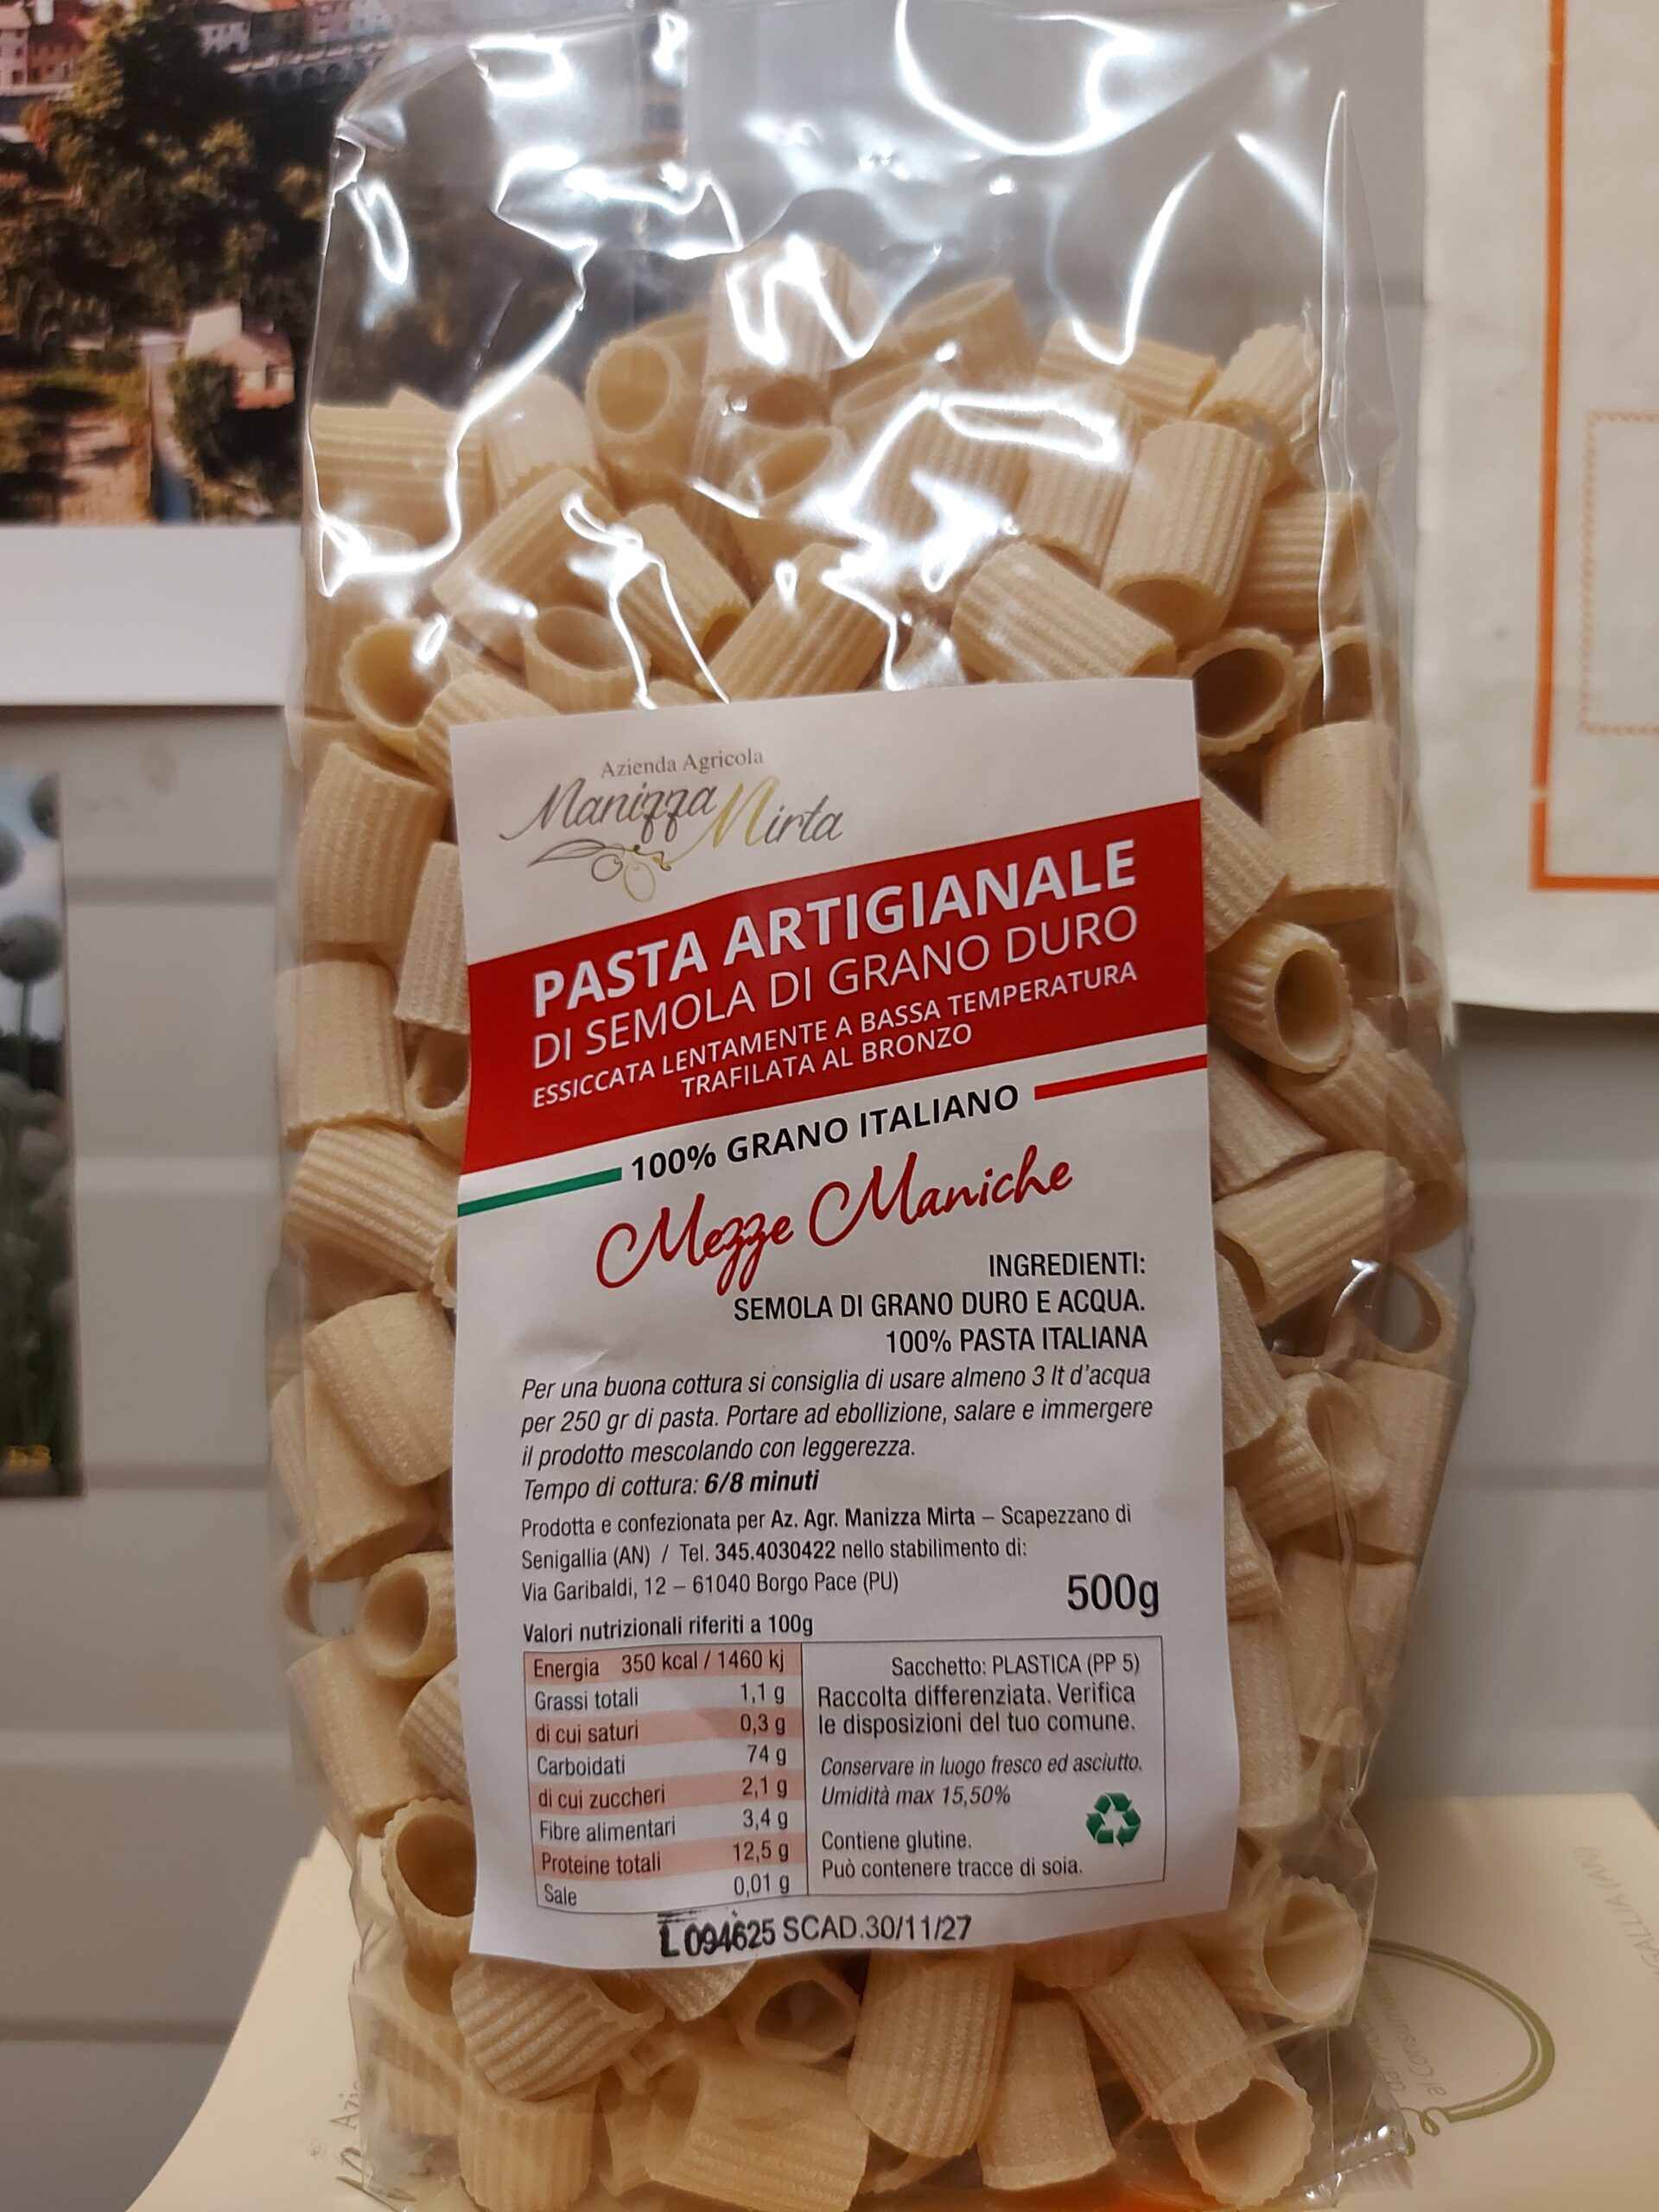 Azienda Agricola
Manizza Mirta
PASTA ARTIGIANALE
DI SEMOLA DI GRANO DURO
ESSICCATA LENTAMENTE A BASSA TEMPERATURA
TRAFILATA AL BRONZO
100% GRANO ITALIANO
Mezze Maniche
INGREDIENTI:
SEMOLA DI GRANO DURO E ACQUA.
100% PASTA ITALIANA
Per una buona cottura si consiglia di usare almeno 3 lt d'acqua
per 250 gr di pasta. Portare ad ebollizione, salare e immergere
il prodotto mescolando con leggerezza.
Tempo di cottura: 6/8 minuti
Prodotta e confezionata per Az. Agr. Manizza Mirta – Scapezzano di
Senigallia (AN) / Tel. 345.4030422 nello stabilimento di:
Via Garibaldi, 12 – 61040 Borgo Pace (PU)
500g
Valori nutrizionali riferiti a 100g
Energia 350 kcal / 1460 kj
Grassi totali 1,1 g
di cui saturi 0,3 g
Carboidati 74 g
di cui zuccheri 2,1 g
Fibre alimentari 3,4 g
Proteine totali 12,5 g
Sale 0,01 g
Sacchetto: PLASTICA (PP 5)
Raccolta differenziata. Verifica
le disposizioni del tuo comune.
Conservare in luogo fresco ed asciutto.
Umidità max 15,50%
Contiene glutine.
Può contenere tracce di soia.
L 094625 SCAD.30/11/27